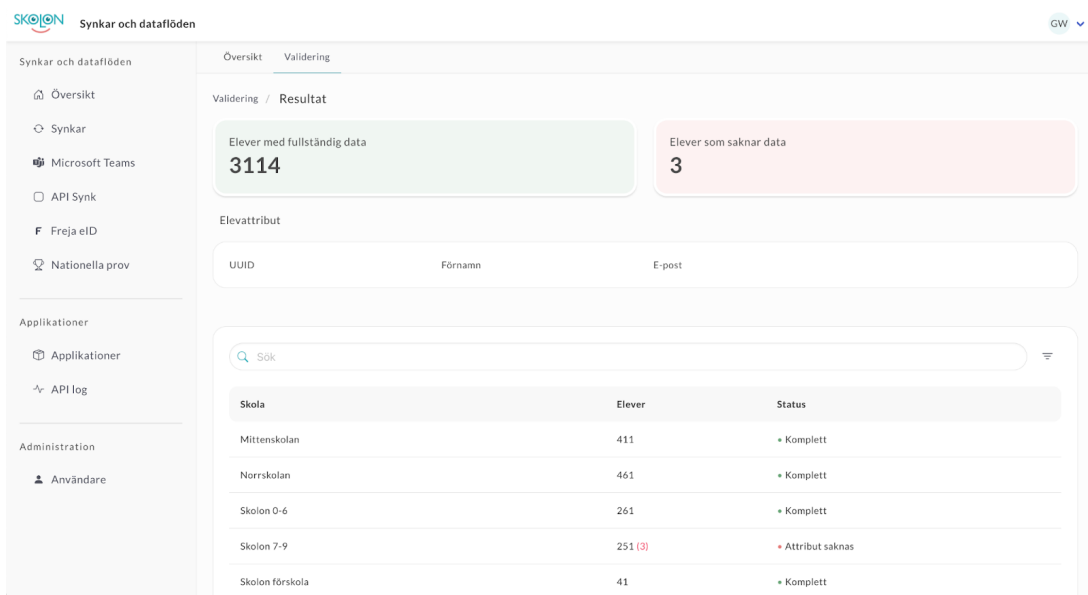 SKOLON Synkar och dataflöden GW
Synkar och dataflöden
Översikt
Synkar
Microsoft Teams
API Synk
F Freja eID
Nationella prov
Applikationer
Applikationer
API log
Administration
Användare
Översikt Validering
Validering / Resultat
Elever med fullständig data
3114
Elever som saknar data
3
Elevattribut
UUID Förnamn E-post
Sök
Skola Elever Status
Mittenskolan 411 Komplett
Norrskolan 461 Komplett
Skolon 0-6 261 Komplett
Skolon 7-9 251 (3) Attribut saknas
Skolon förskola 41 Komplett